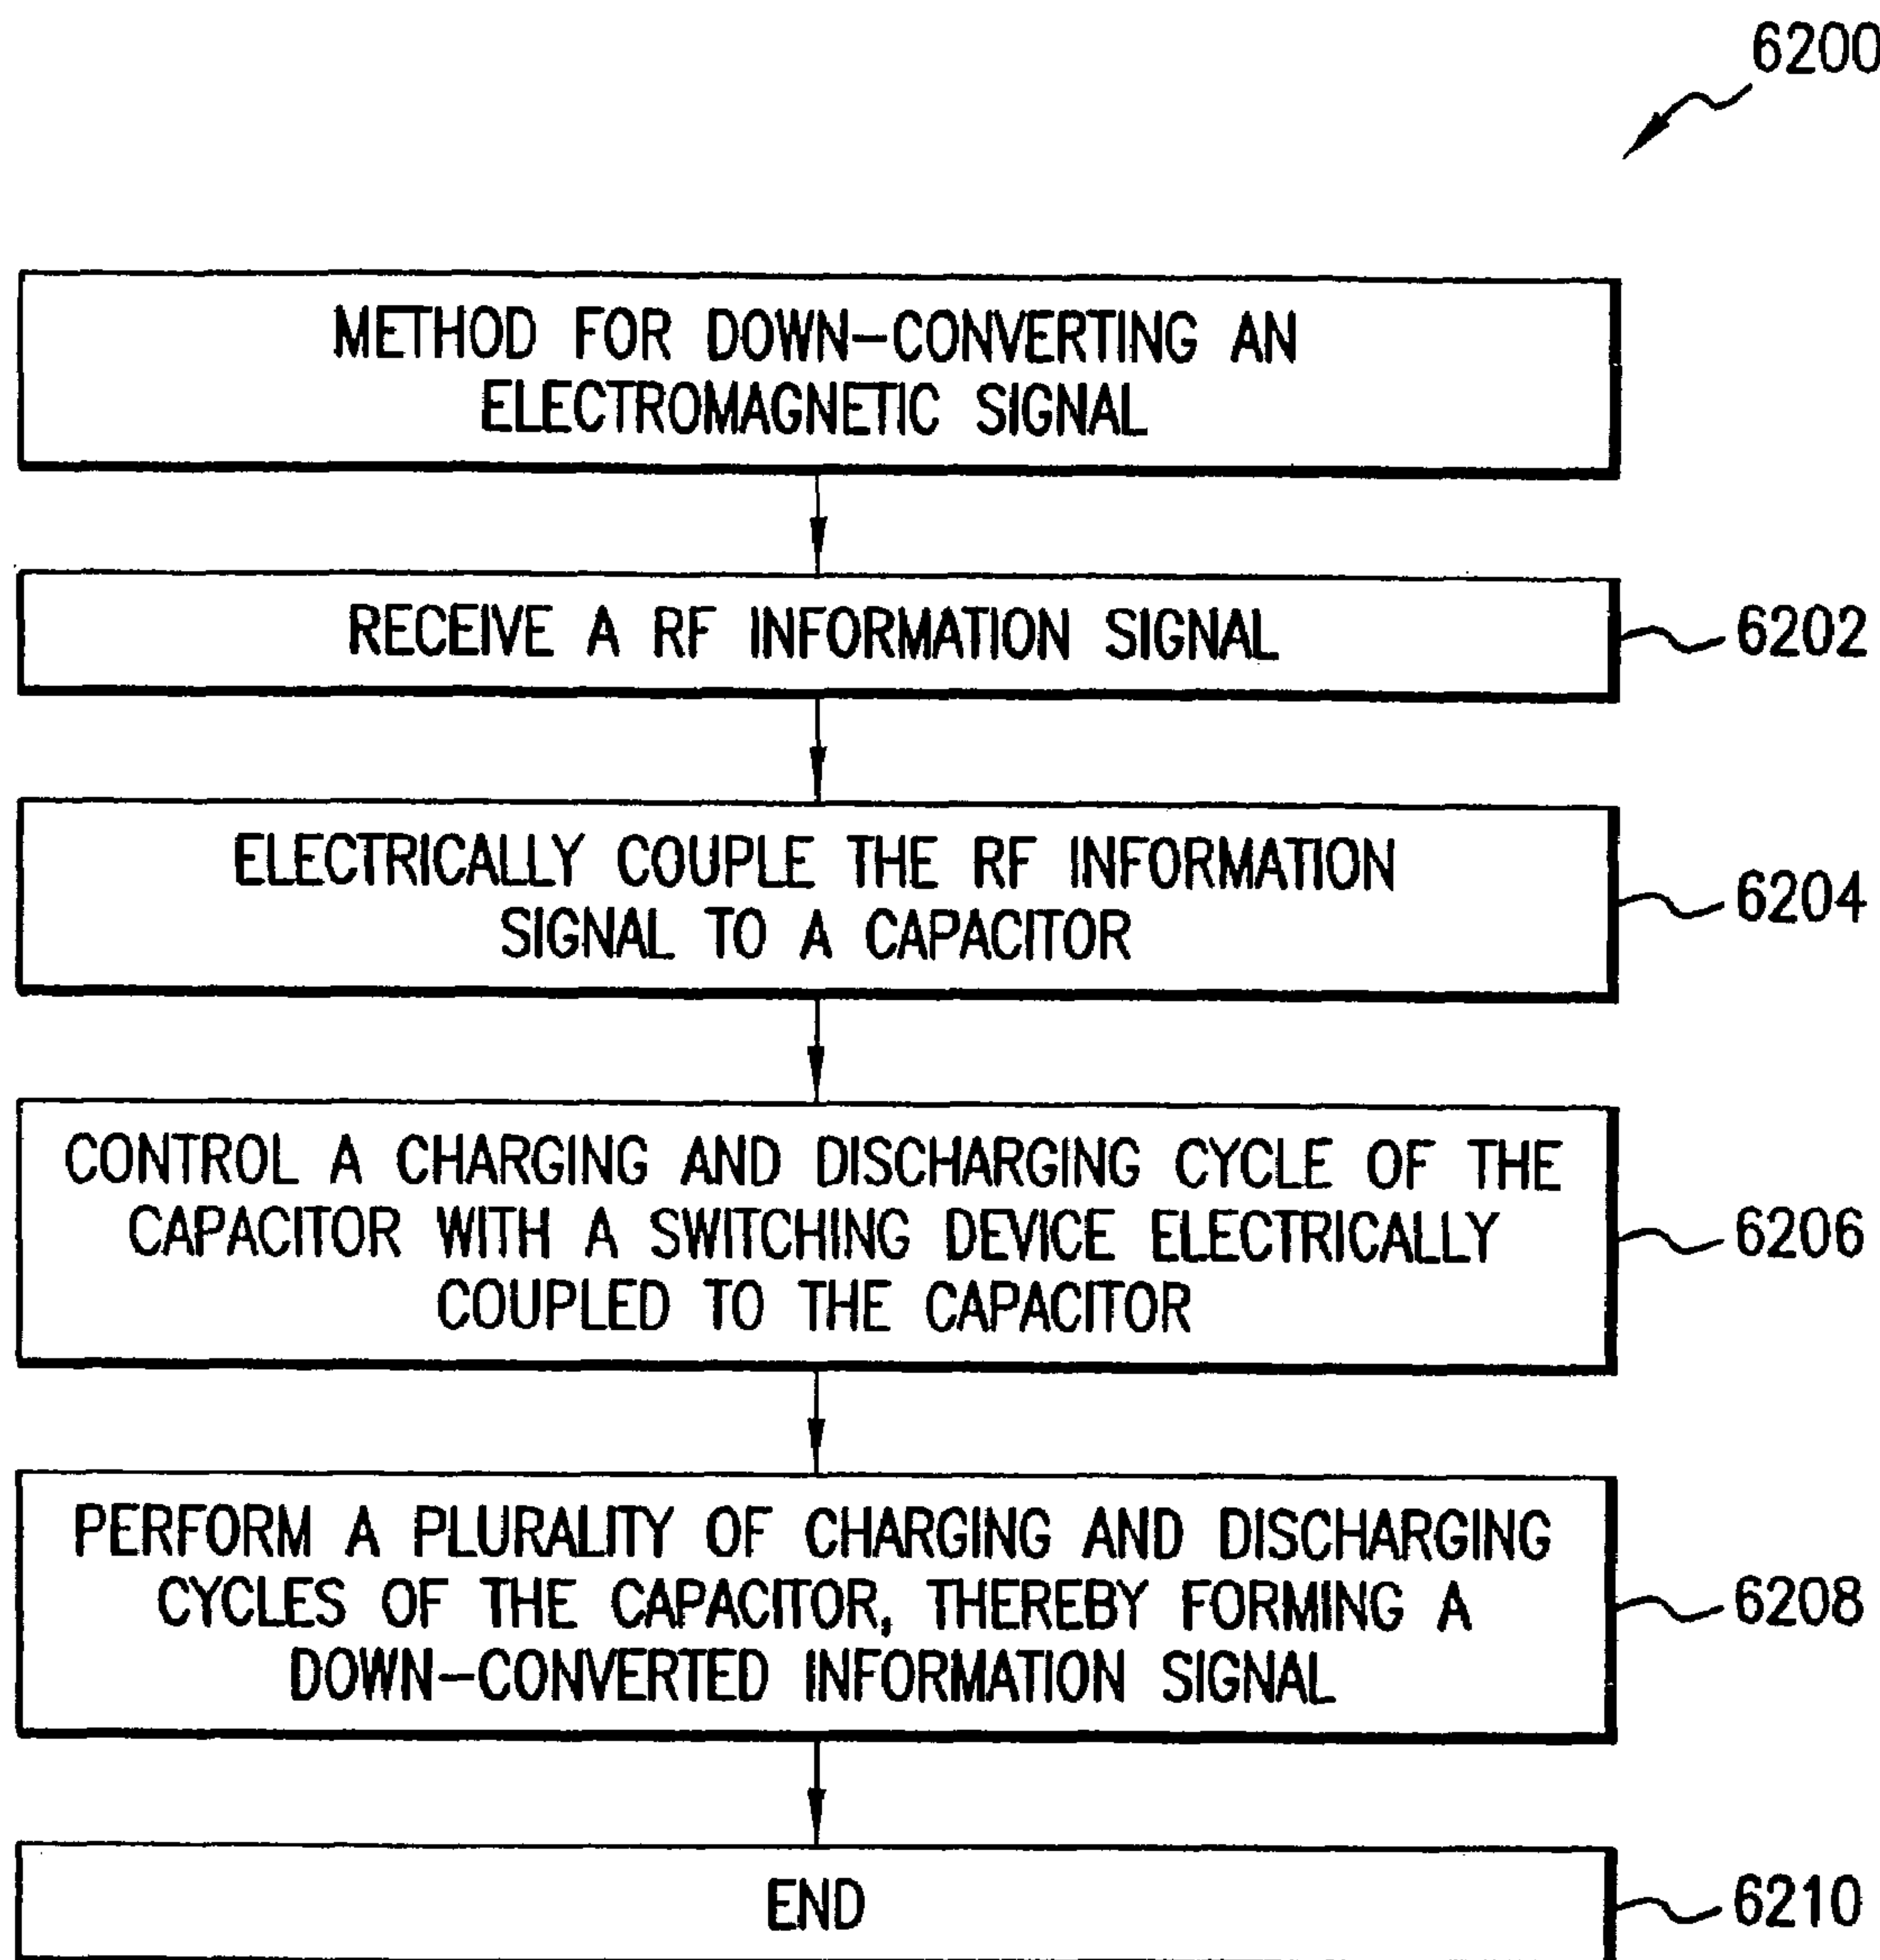 6200
METHOD FOR DOWN-CONVERTING AN
ELECTROMAGNETIC SIGNAL
RECEIVE A RF INFORMATION SIGNAL
6202
ELECTRICALLY COUPLE THE RF INFORMATION
SIGNAL TO A CAPACITOR
6204
CONTROL A CHARGING AND DISCHARGING CYCLE OF THE
CAPACITOR WITH A SWITCHING DEVICE ELECTRICALLY
COUPLED TO THE CAPACITOR
6206
PERFORM A PLURALITY OF CHARGING AND DISCHARGING
CYCLES OF THE CAPACITOR, THEREBY FORMING A
DOWN-CONVERTED INFORMATION SIGNAL
6208
END
6210